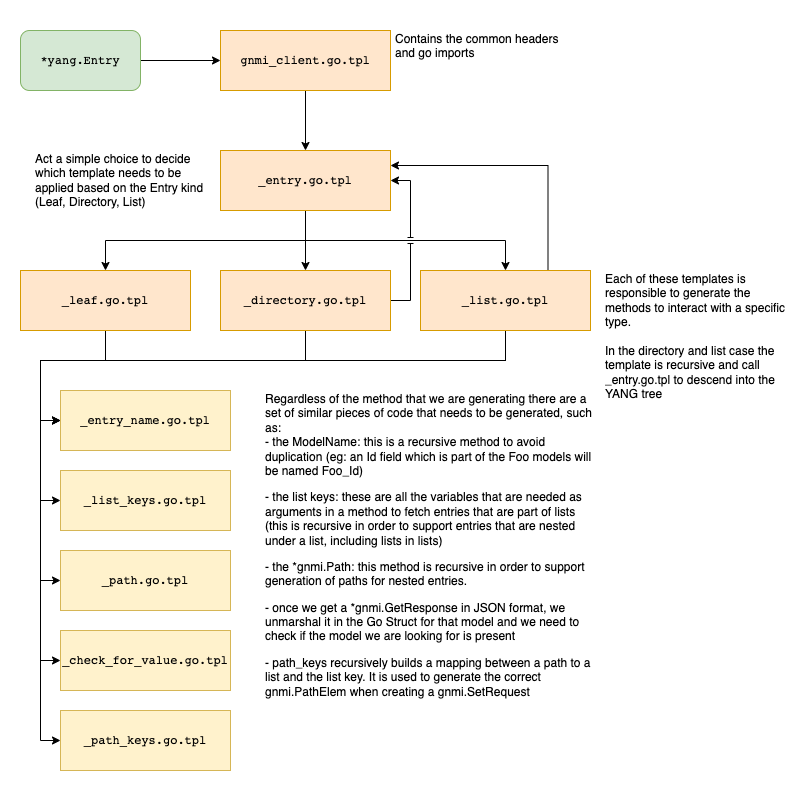 *yang.Entry
gnmi_client.go.tpl
Contains the common headers
and go imports
Act a simple choice to decide
which template needs to be
applied based on the Entry kind
(Leaf, Directory, List)
_entry.go.tpl
_leaf.go.tpl
_directory.go.tpl
_list.go.tpl
Each of these templates is
responsible to generate the
methods to interact with a specific
type.
In the directory and list case the
template is recursive and call
_entry.go.tpl to descend into the
YANG tree
_entry_name.go.tpl
_list_keys.go.tpl
_path.go.tpl
_check_for_value.go.tpl
_path_keys.go.tpl
Regardless of the method that we are generating there are a
set of similar pieces of code that needs to be generated, such
as:
- the ModelName: this is a recursive method to avoid
duplication (eg: an Id field which is part of the Foo models will
be named Foo_Id)
- the list keys: these are all the variables that are needed as
arguments in a method to fetch entries that are part of lists
(this is recursive in order to support entries that are nested
under a list, including lists in lists)
- the *gnmi.Path: this method is recursive in order to support
generation of paths for nested entries.
- once we get a *gnmi.GetResponse in JSON format, we
unmarshal it in the Go Struct for that model and we need to
check if the model we are looking for is present
- path_keys recursively builds a mapping between a path to a
list and the list key. It is used to generate the correct
gnmi.PathElem when creating a gnmi.SetRequest